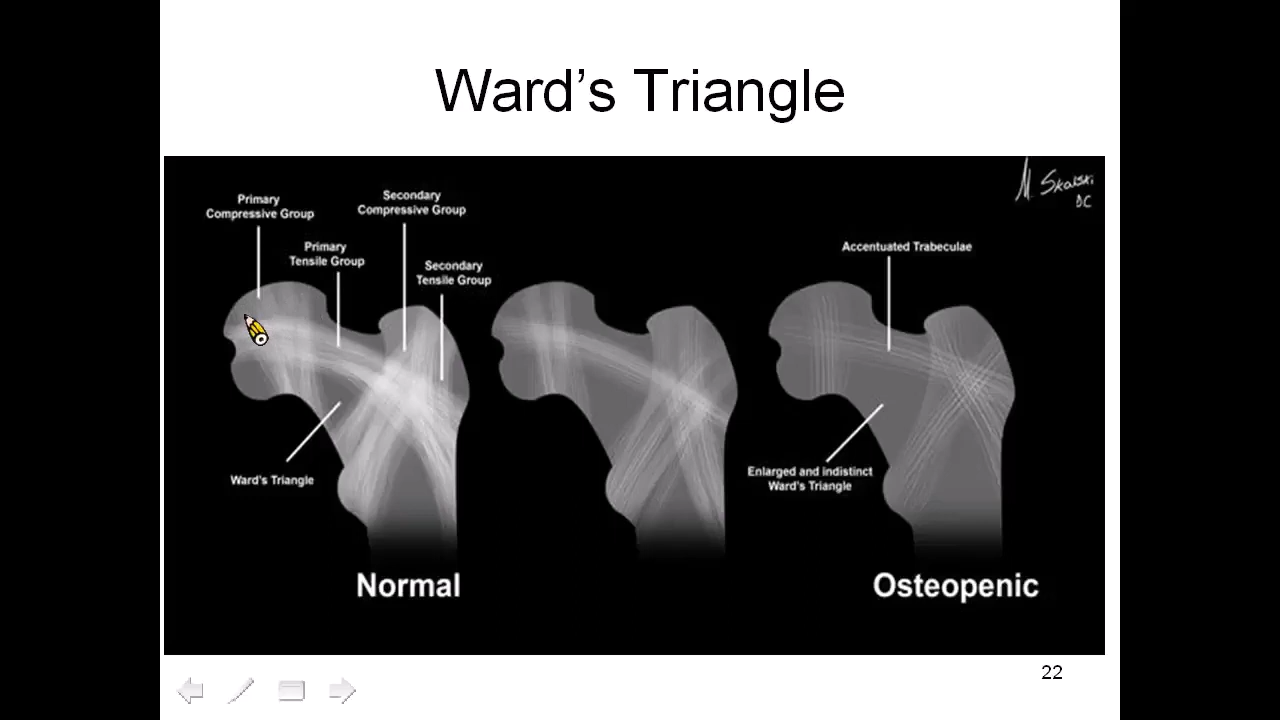 Ward's Triangle
M Skalski
DC
Primary
Compressive Group
Secondary
Compressive Group
Primary
Tensile Group
Secondary
Tensile Group
Accentuated Trabeculae
Ward's Triangle
Enlarged and indistinct
Ward's Triangle
Normal
Osteopenic
22